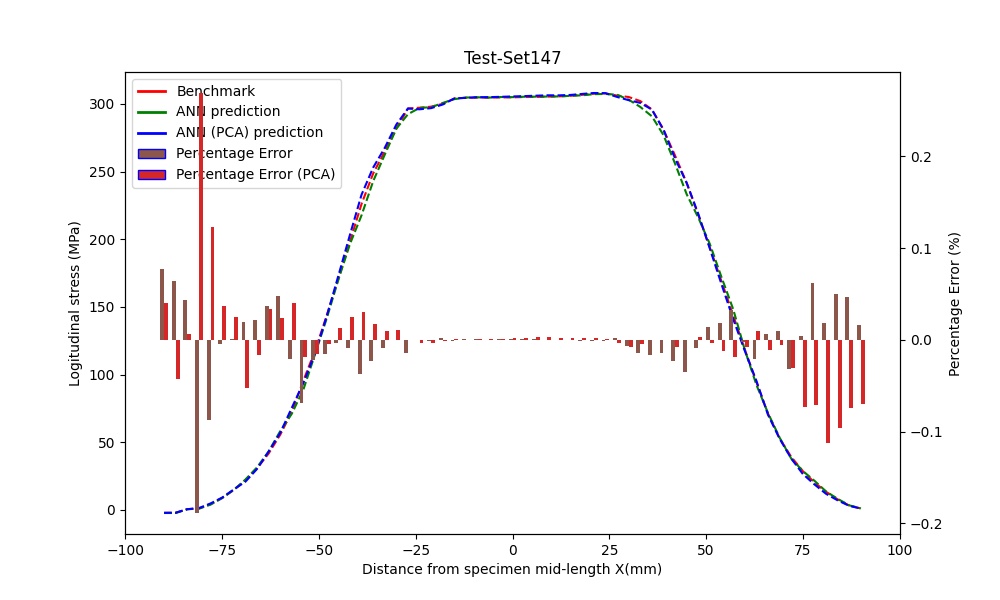 Test-Set147
Benchmark
ANN prediction
ANN (PCA) prediction
Percentage Error
Percentage Error (PCA)
Logitudinal stress (MPa)
300
250
200
150
100
50
0
0.2
0.1
0.0
−0.1
−0.2
Percentage Error (%)
−100 −75 −50 −25 0 25 50 75 100
Distance from specimen mid-length X(mm)